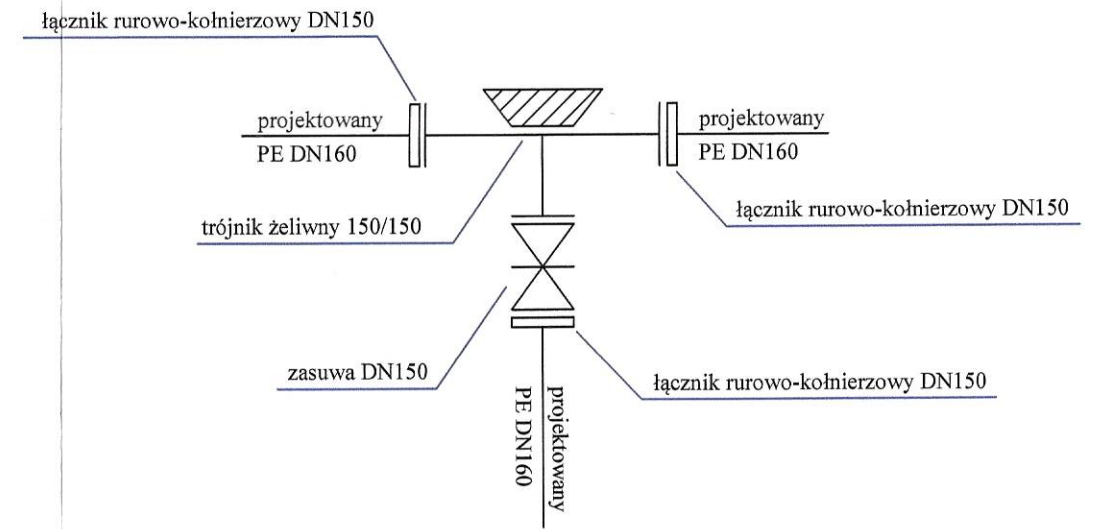 łącznik rurowo-kołnierzowy DN150
projektowany
PE DN160
projektowany
PE DN160
łącznik rurowo-kołnierzowy DN150
trójnik żeliwny 150/150
zasuwa DN150
łącznik rurowo-kołnierzowy DN150
projektowany
PE DN160